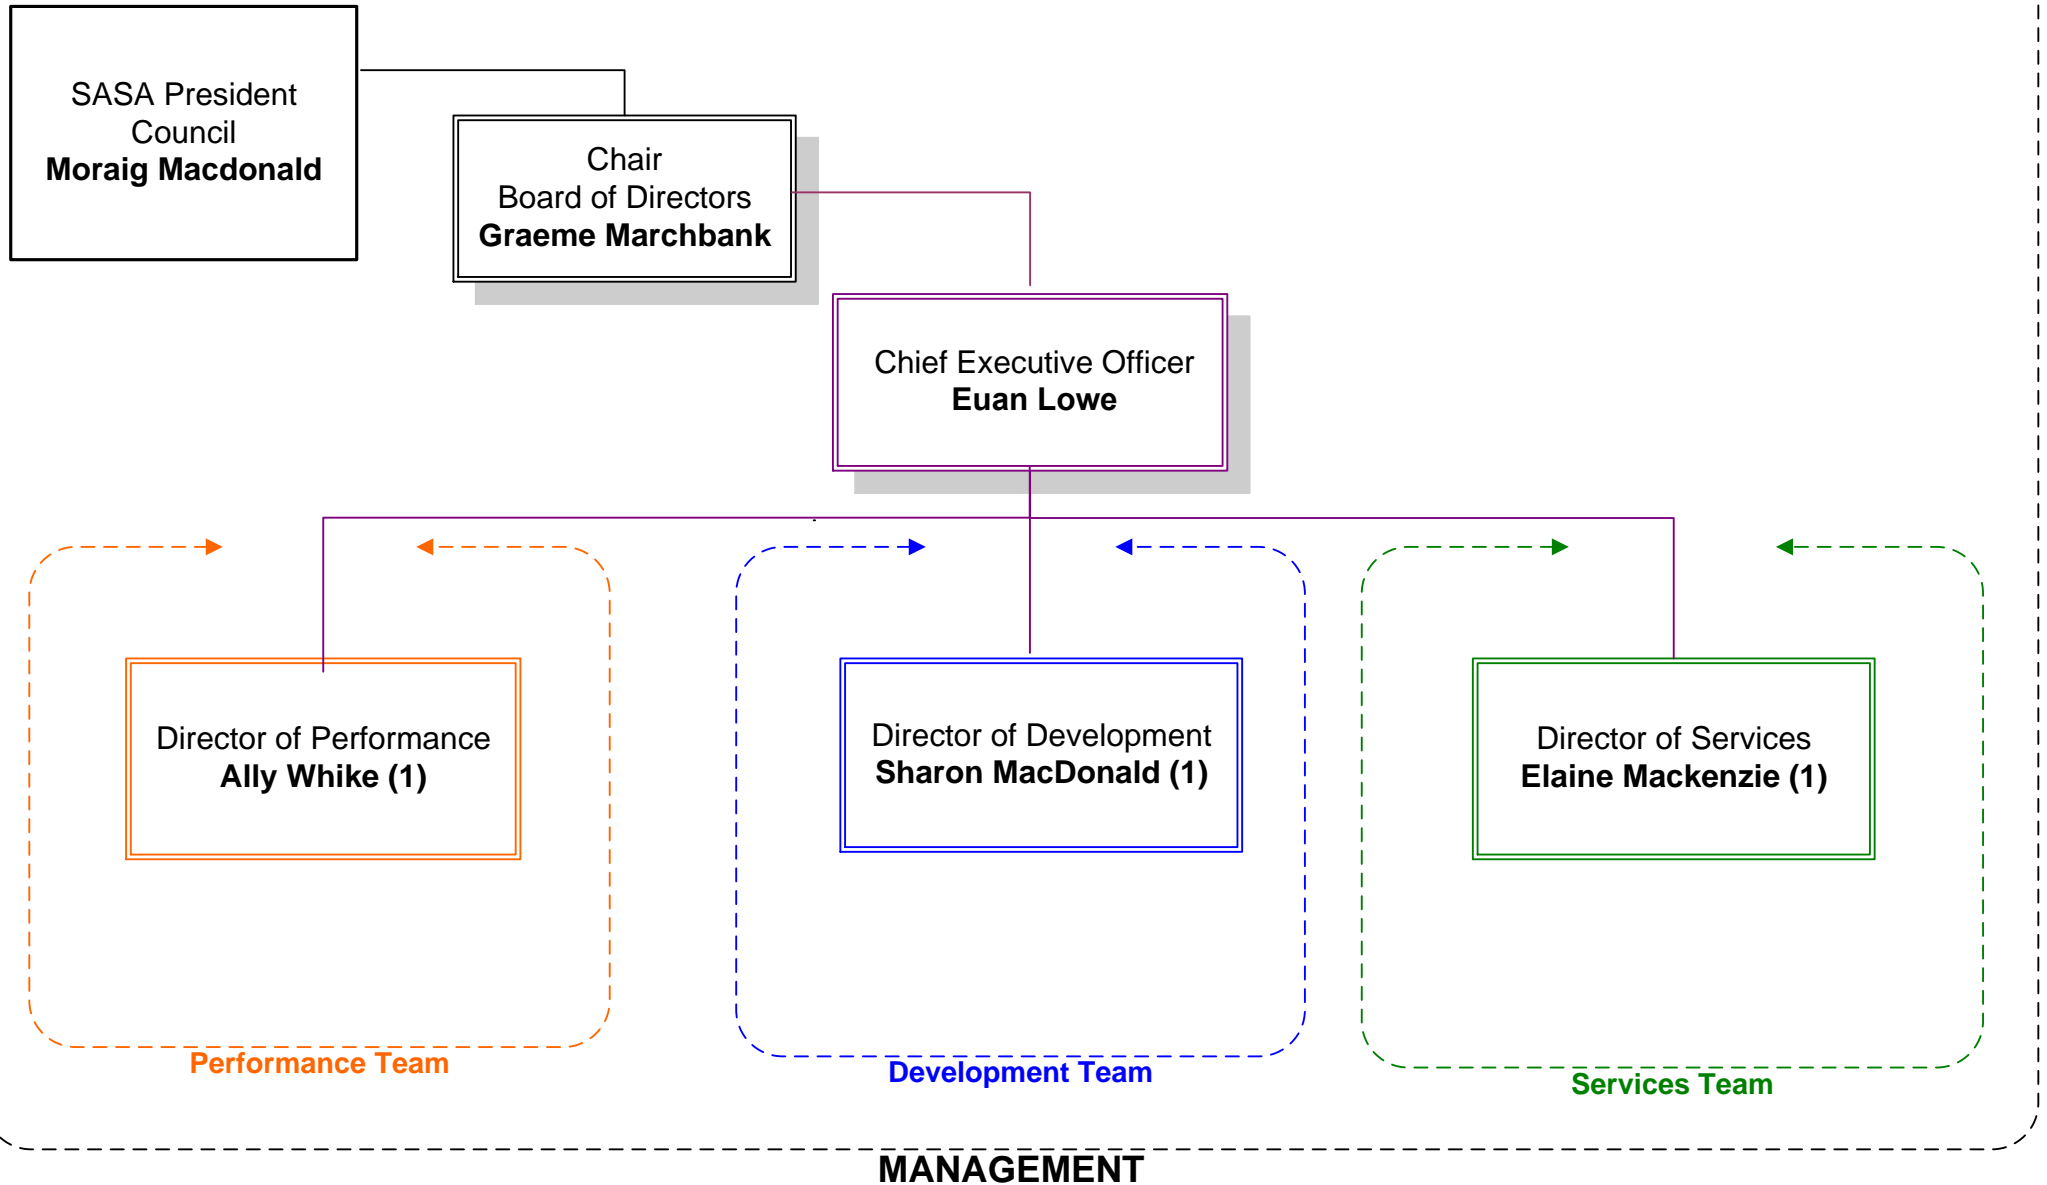 SASA President
Council
Moraig Macdonald
Chair
Board of Directors
Graeme Marchbank
Chief Executive Officer
Euan Lowe
Director of Performance
Ally Whike (1)
Director of Development
Sharon MacDonald (1)
Director of Services
Elaine Mackenzie (1)
Performance Team
Development Team
Services Team
MANAGEMENT